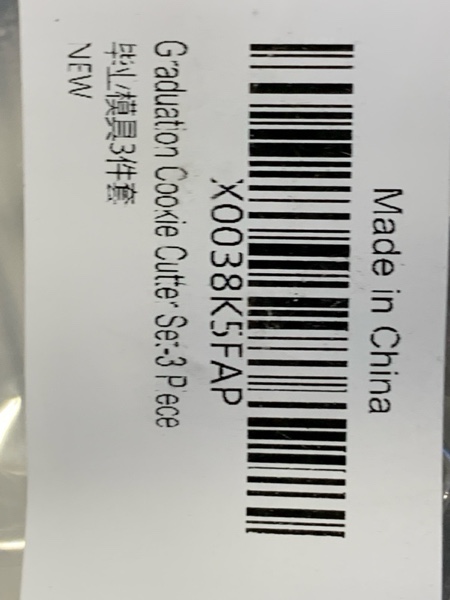 Made in China
X0038K5FAP
Graduation Cookie Cutter Set-3 Piece
毕业模具3件套
NEW